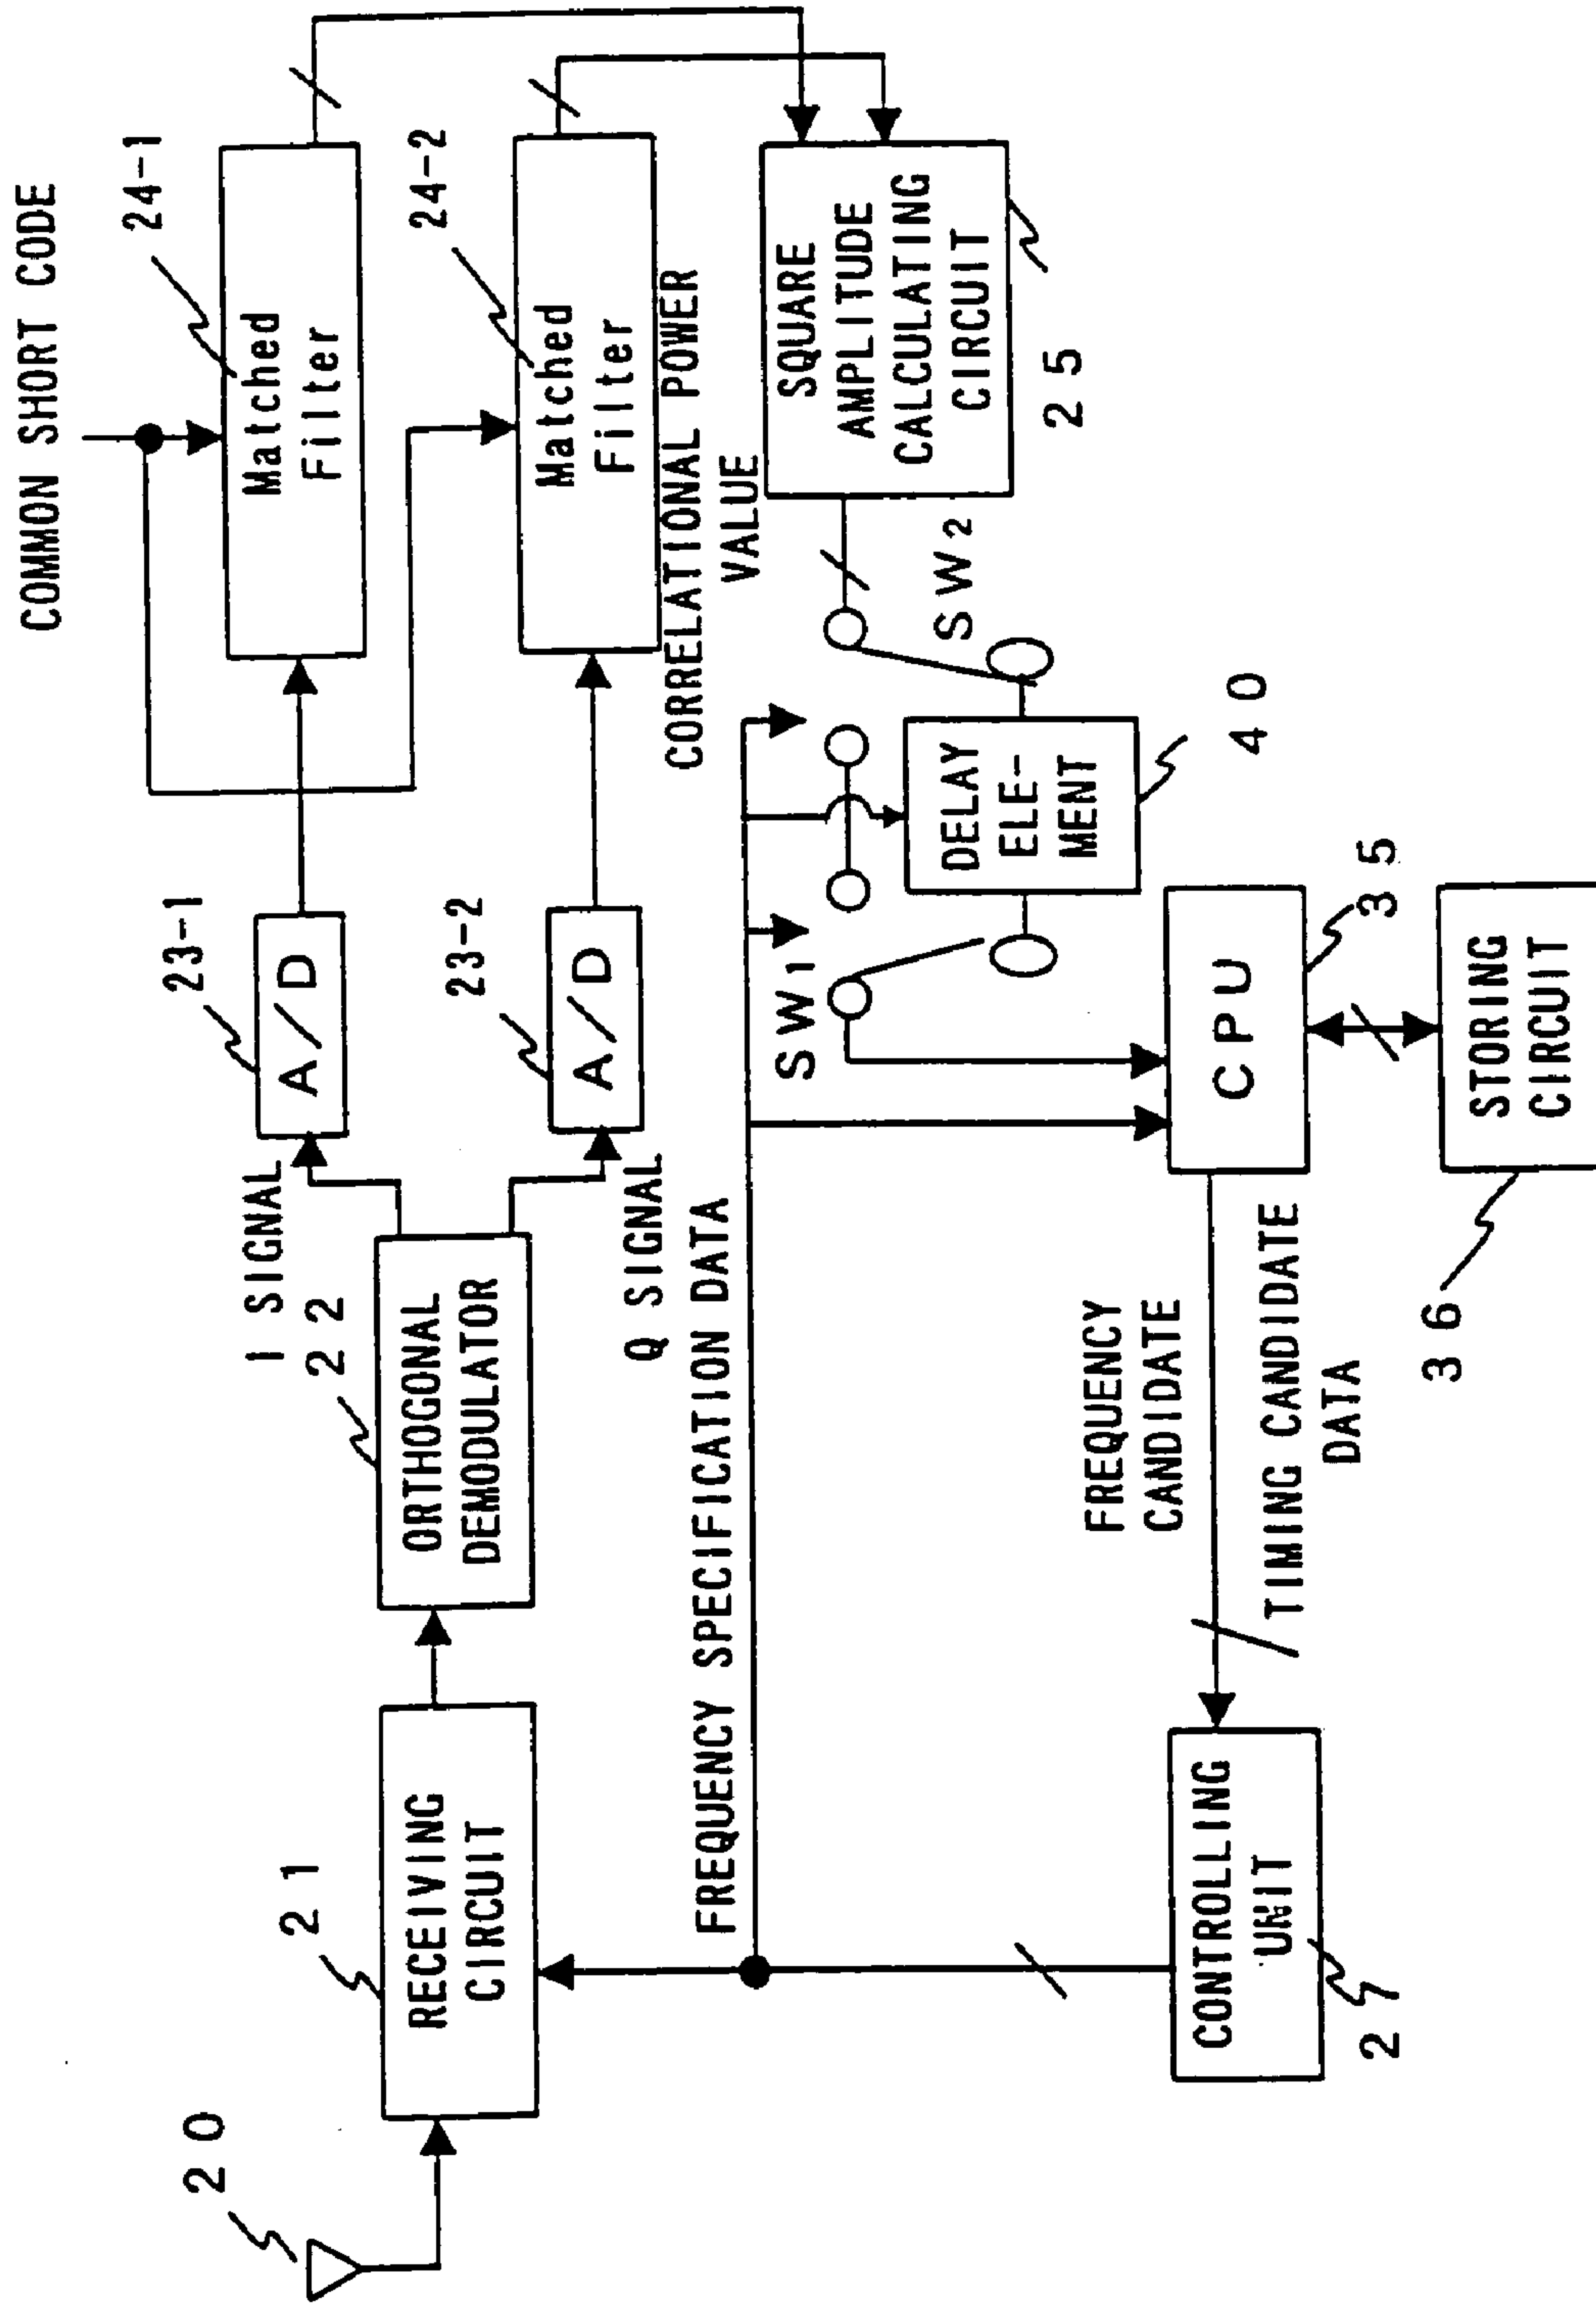 COMMON SHORT CODE
24-1
Matched
Filter
24-2
Matched
Filter
23-1
A/D
23-2
A/D
I SIGNAL
22
ORTHOGONAL
DEMODULATOR
Q SIGNAL
21
RECEIVING
CIRCUIT
20
FREQUENCY SPECIFICATION DATA
CORRELATIONAL POWER
VALUE
SQUARE
AMPLITUDE
CALCULATING
CIRCUIT
25
SW2
SW1
DELAY
ELE-
MENT
40
CPU
35
STORING
CIRCUIT
36
FREQUENCY
CANDIDATE
TIMING CANDIDATE
DATA
CONTROLLING
UNIT
27